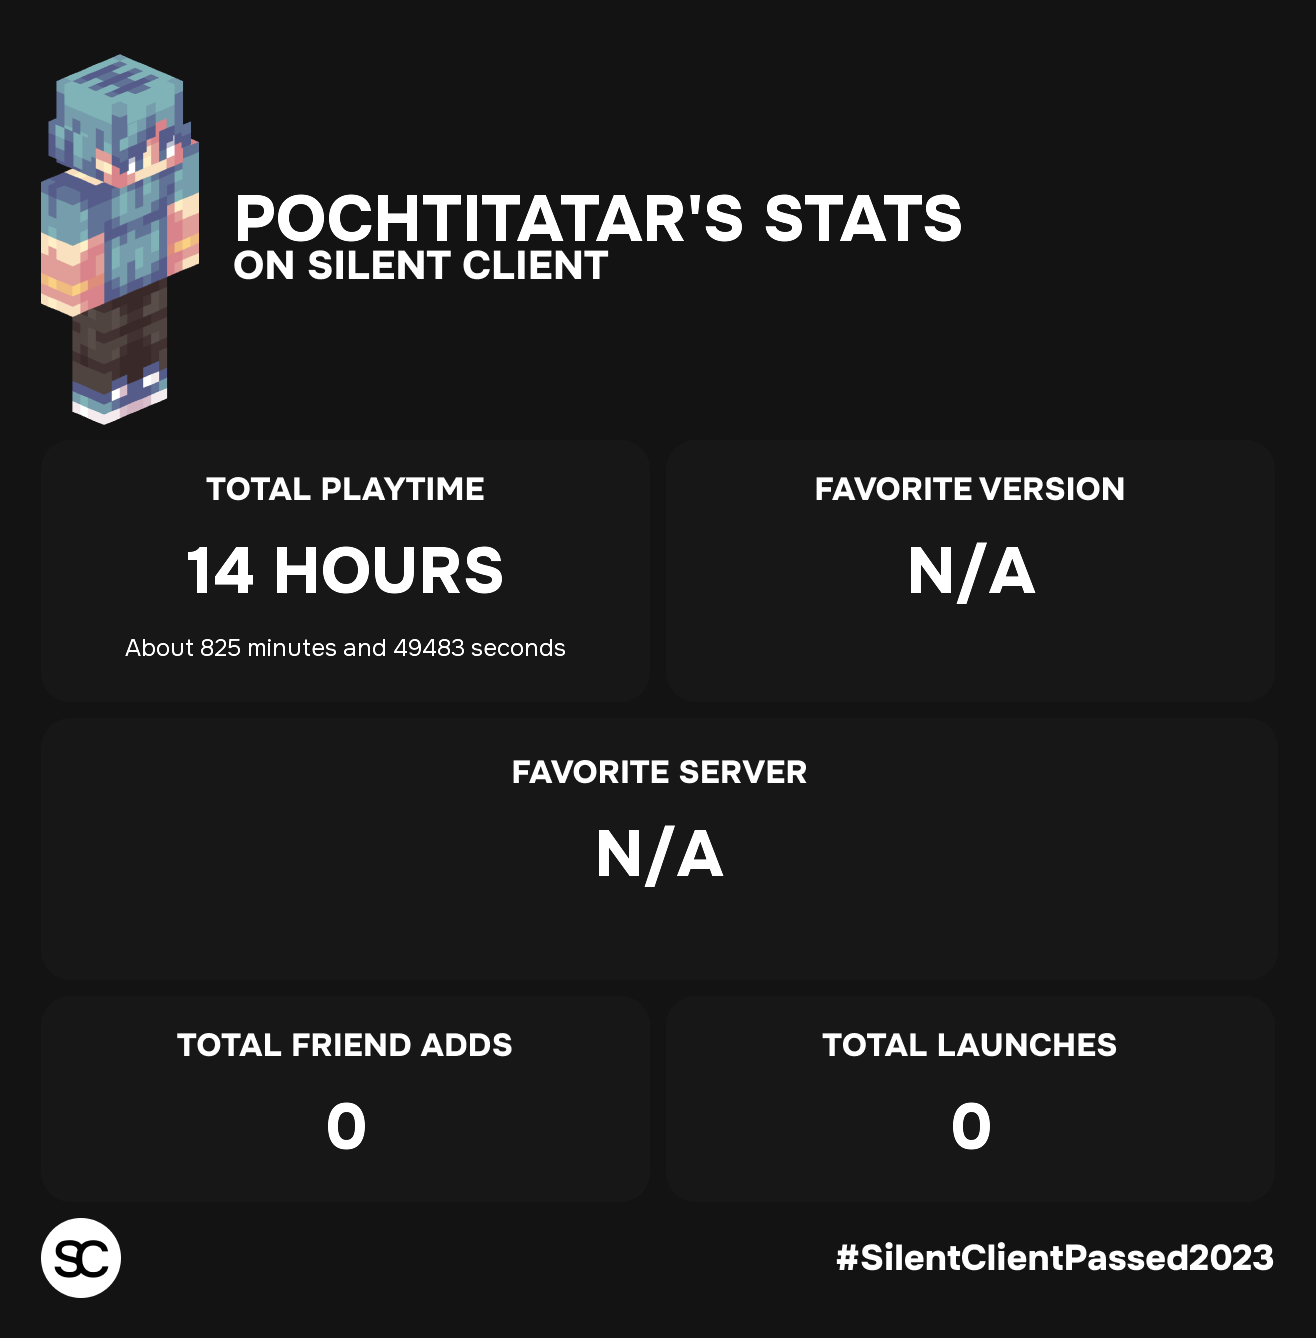 POCHTITATAR'S STATS
ON SILENT CLIENT
TOTAL PLAYTIME
14 HOURS
About 825 minutes and 49483 seconds
FAVORITE VERSION
N/A
FAVORITE SERVER
N/A
TOTAL FRIEND ADDS
0
TOTAL LAUNCHES
0
SC
#SilentClientPassed2023